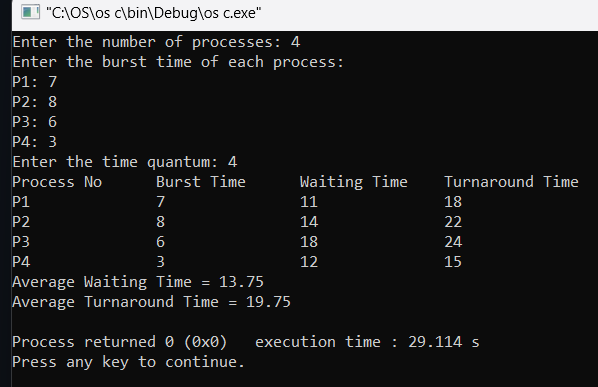 "C:\OS\os c\bin\Debug\os c.exe"
Enter the number of processes: 4
Enter the burst time of each process:
P1: 7
P2: 8
P3: 6
P4: 3
Enter the time quantum: 4
Process No      Burst Time      Waiting Time    Turnaround Time
P1              7               11              18
P2              8               14              22
P3              6               18              24
P4              3               12              15
Average Waiting Time = 13.75
Average Turnaround Time = 19.75
Process returned 0 (0x0)   execution time : 29.114 s
Press any key to continue.